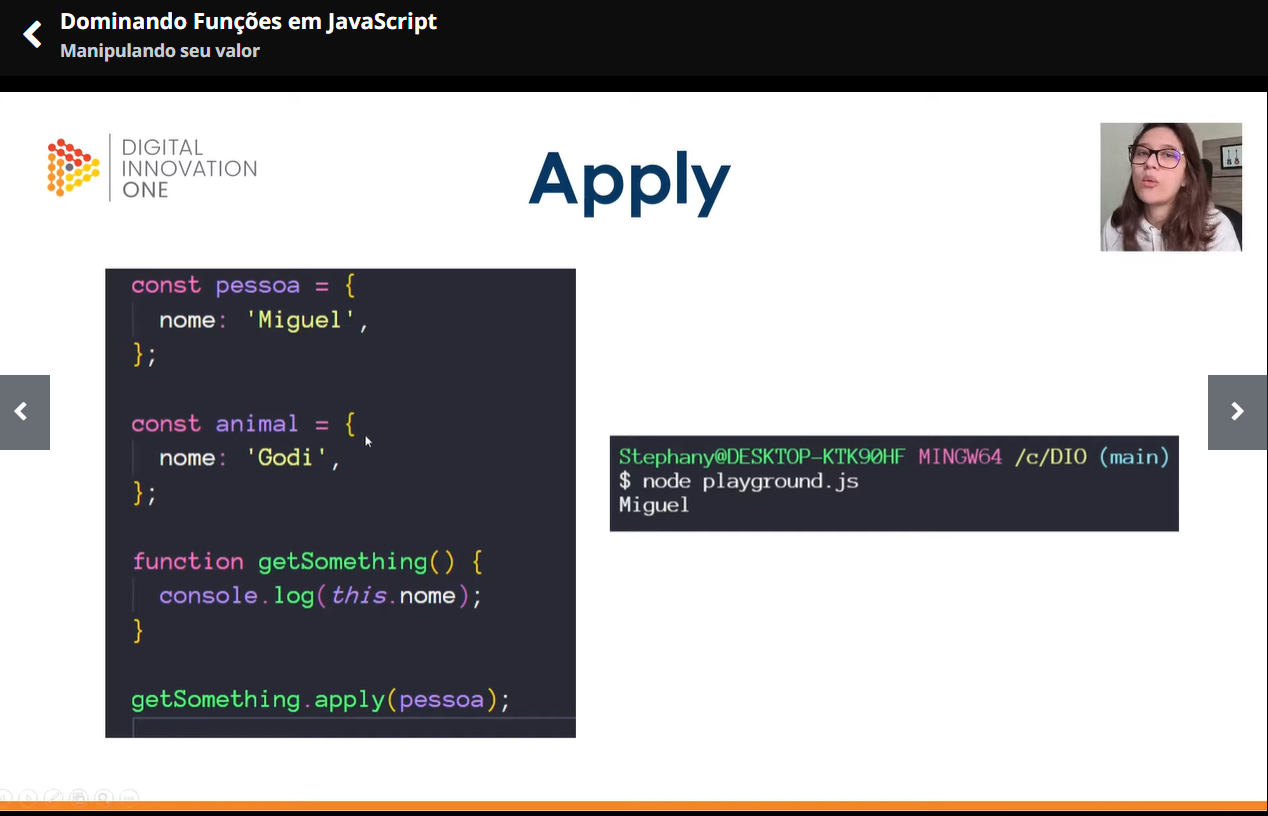 Dominando Funções em JavaScript
Manipulando seu valor
DIGITAL
INNOVATION
ONE
Apply
const pessoa = {
nome: 'Miguel',
};
const animal = {
nome: 'Godi',
};
function getSomething() {
console.log(this.nome);
}
getSomething.apply(pessoa);
Stephany@DESKTOP-KTK90HF MINGW64 /c/DIO (main)
$ node playground.js
Miguel